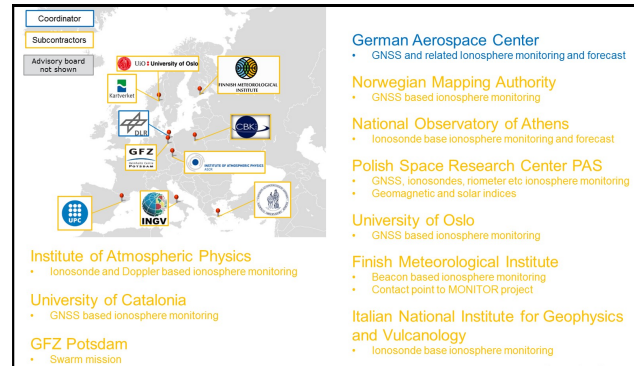 Coordinator
Subcontractors
Advisory board
not shown
UiO: University of Oslo
Kartverket
FINNISH METEOROLOGICAL
INSTITUTE
DLR
CBK
GFZ
POTSDAM
INSTITUTE OF ATMOSPHERIC PHYSICS
UPC
INGV
Institute of Atmospheric Physics
• Ionosonde and Doppler based ionosphere monitoring
University of Catalonia
• GNSS based ionosphere monitoring
GFZ Potsdam
• Swarm mission
German Aerospace Center
• GNSS and related Ionosphere monitoring and forecast
Norwegian Mapping Authority
• GNSS based ionosphere monitoring
National Observatory of Athens
• Ionosonde base ionosphere monitoring and forecast
Polish Space Research Center PAS
• GNSS, ionosondes, riometer etc ionosphere monitoring
• Geomagnetic and solar indices
University of Oslo
• GNSS based ionosphere monitoring
Finish Meteorological Institute
• Beacon based ionosphere monitoring
• Contact point to MONITOR project
Italian National Institute for Geophysics
and Vulcanology
• Ionosonde base ionosphere monitoring